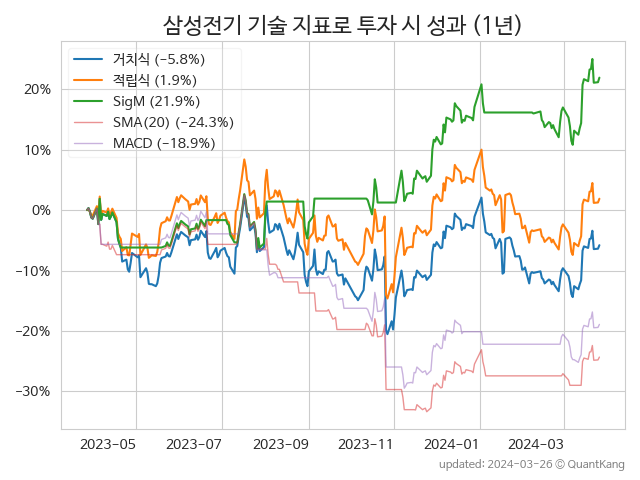 삼성전기 기술 지표로 투자 시 성과 (1년)
거치식 (−5.8%)
적립식 (1.9%)
SigM (21.9%)
SMA(20) (−24.3%)
MACD (−18.9%)
20%
10%
0%
−10%
−20%
−30%
2023-05 2023-07 2023-09 2023-11 2024-01 2024-03
updated: 2024-03-26 © QuantKang